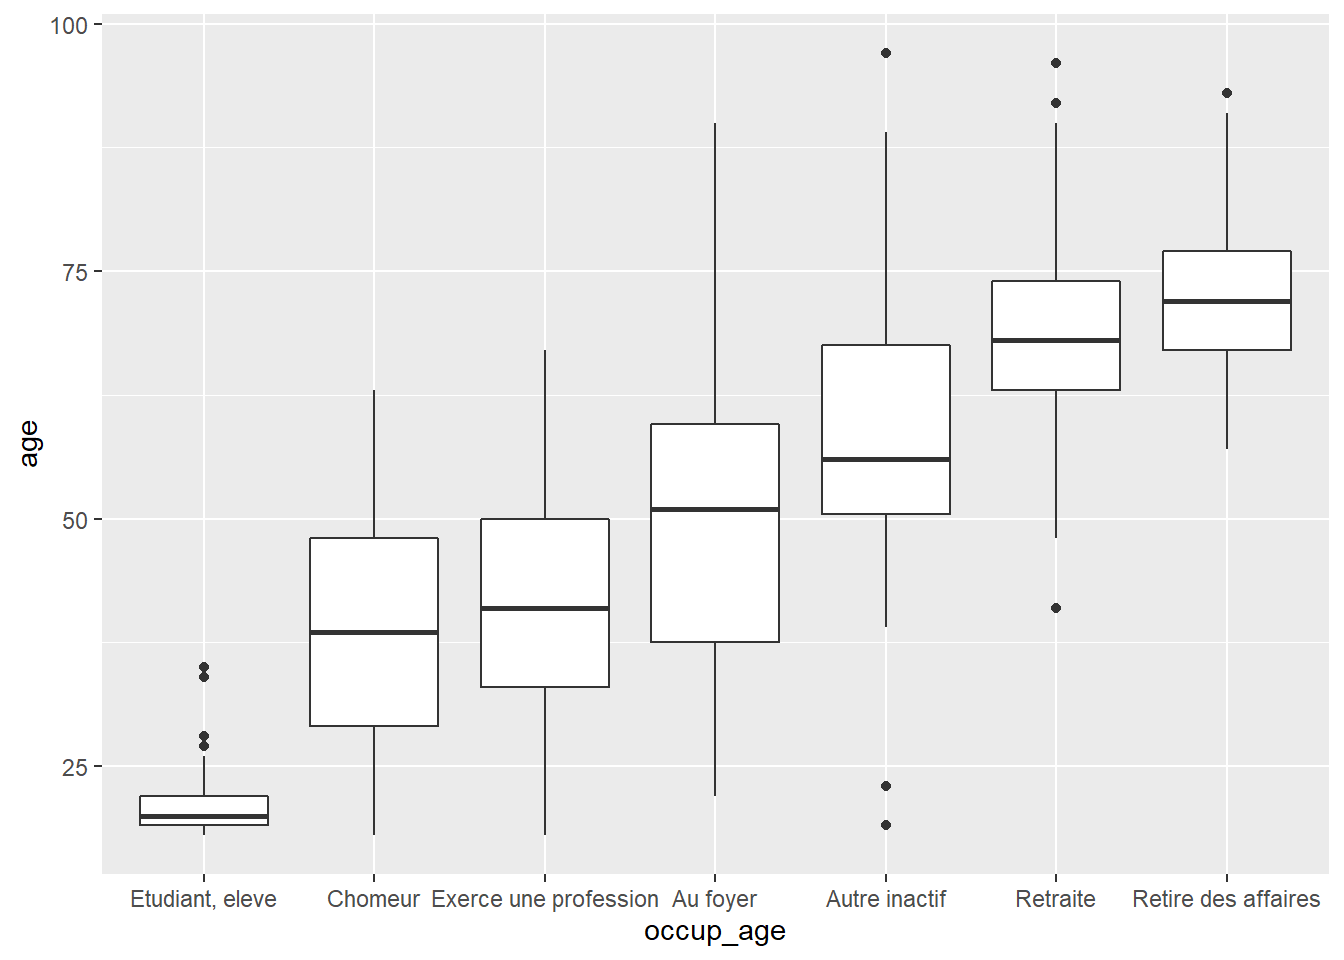 100
75
50
25
age
Etudiant, eleve Chomeur Exerce une profession Au foyer Autre inactif Retraite Retire des affaires
occup_age